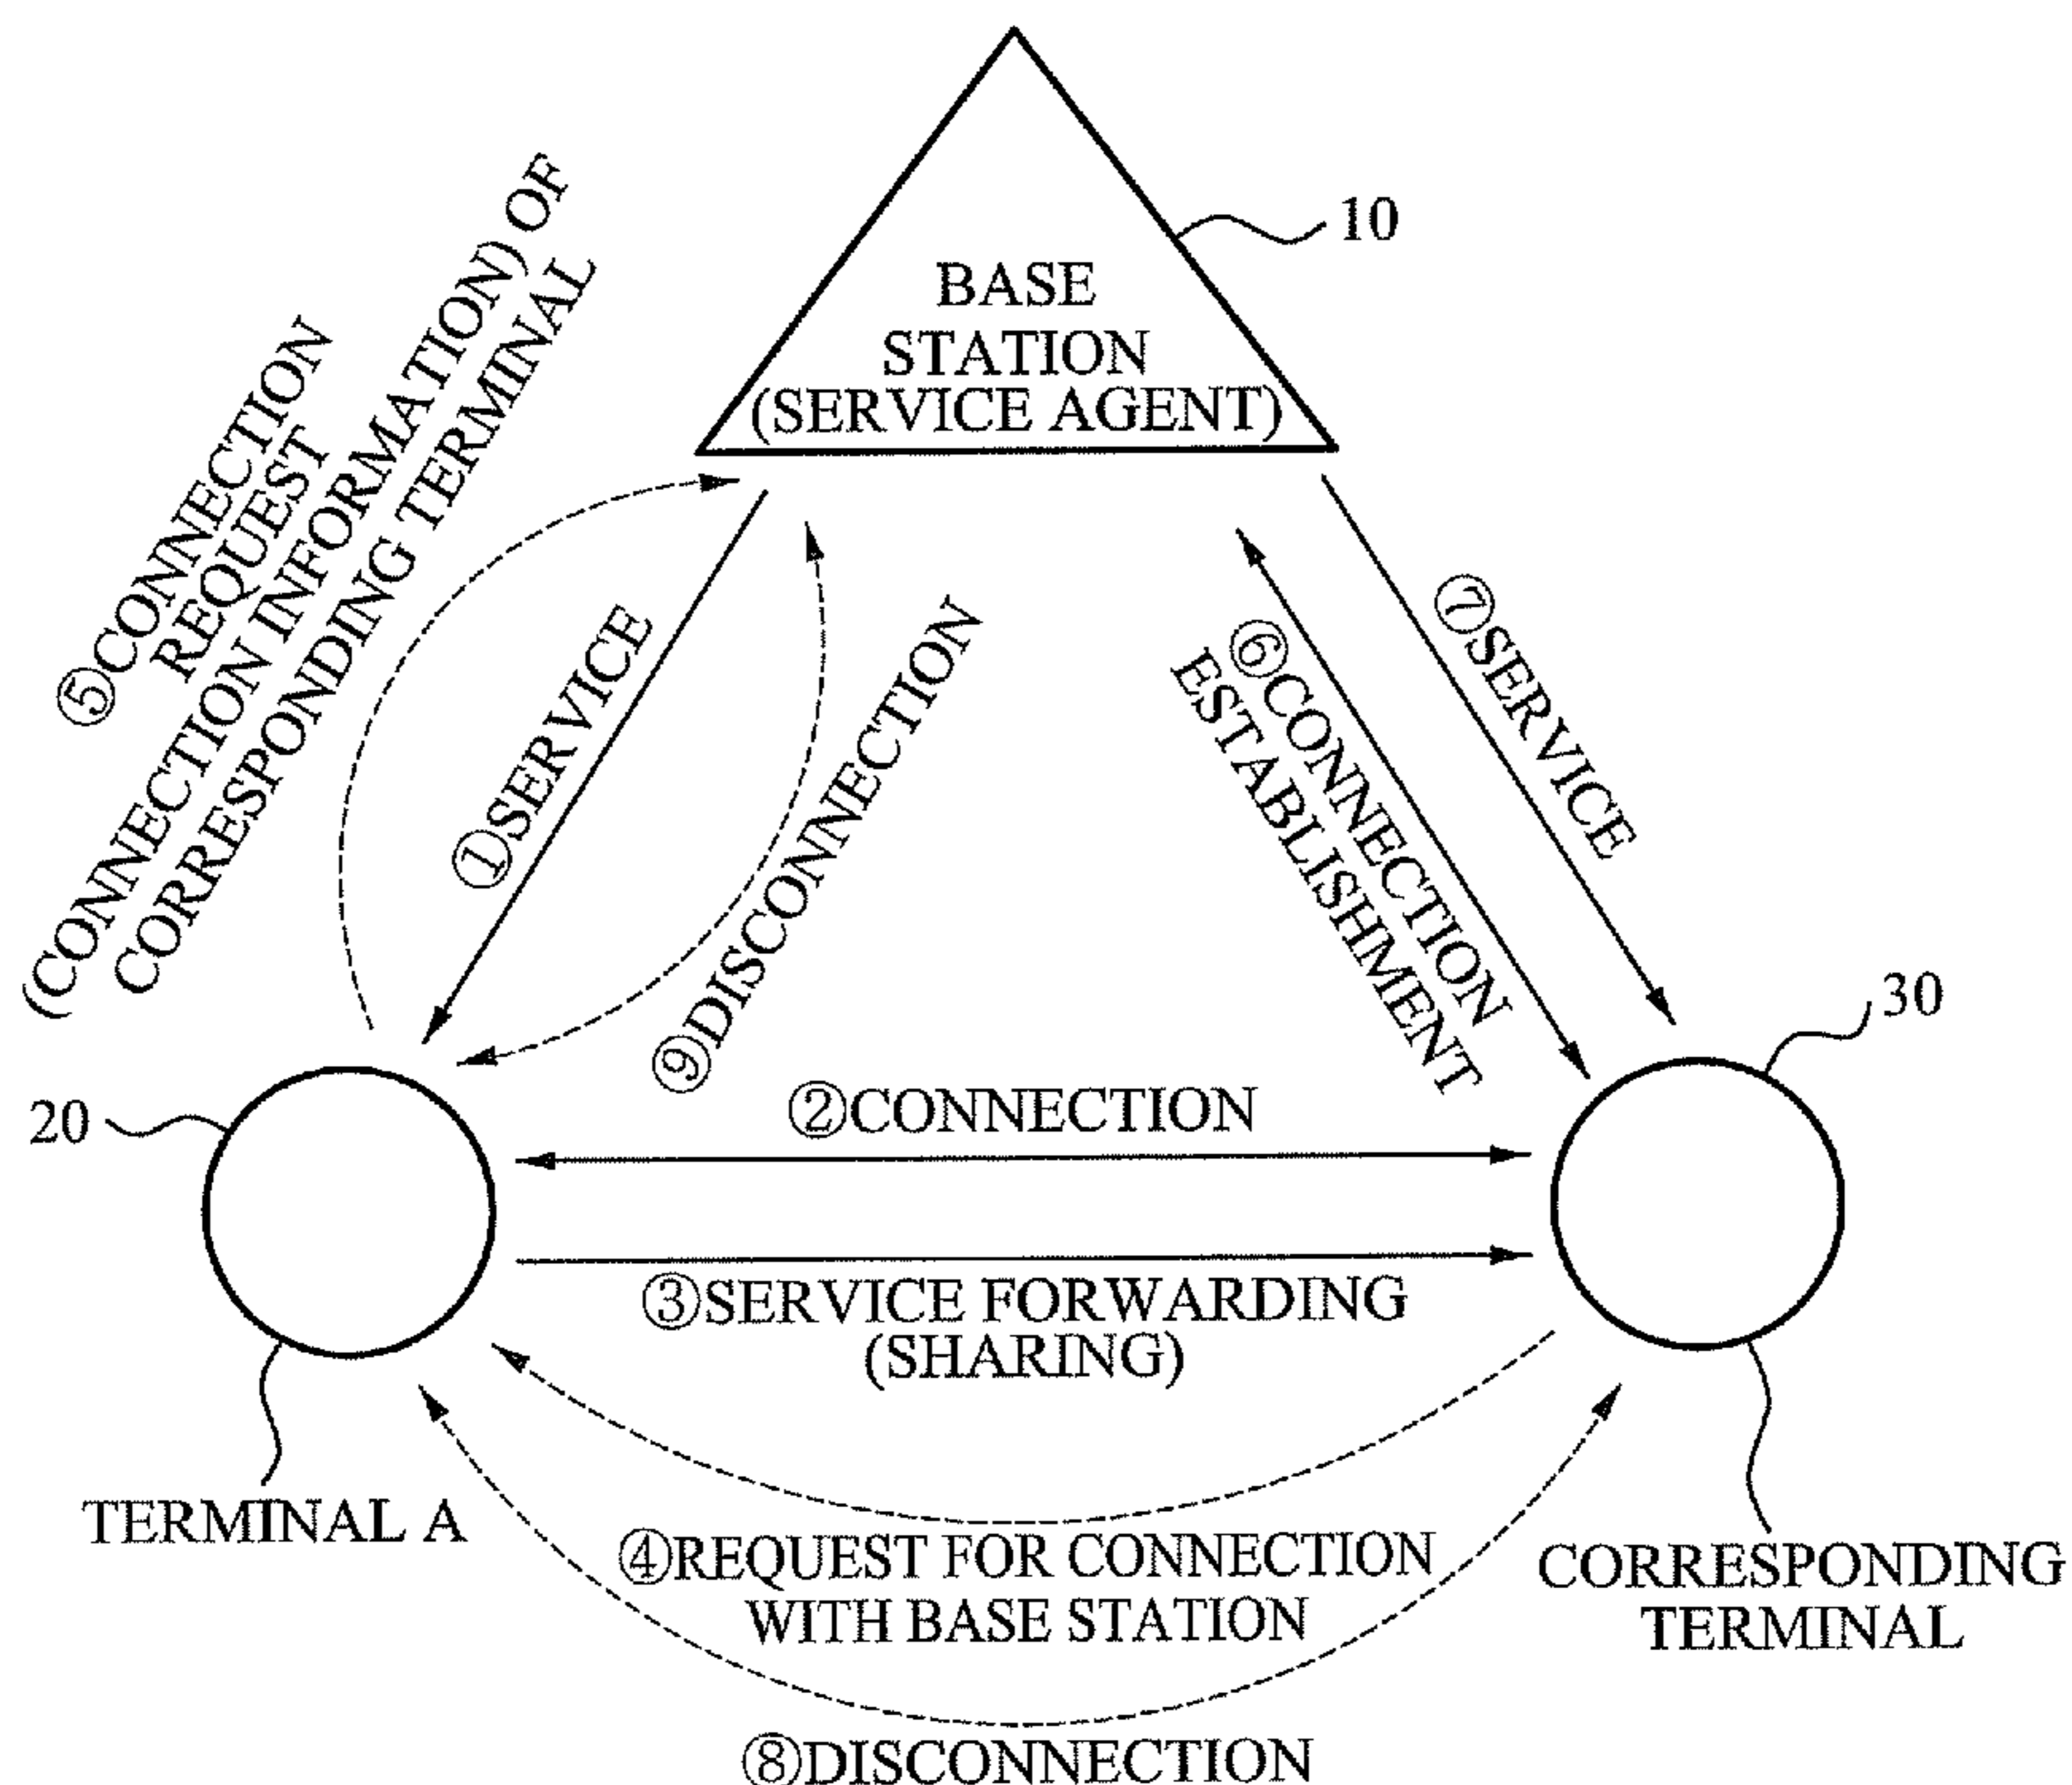 10
BASE
STATION
(SERVICE AGENT)
⑤CONNECTION
REQUEST
(CONNECTION INFORMATION) OF
CORRESPONDING TERMINAL
①SERVICE
⑨DISCONNECTION
⑥CONNECTION
ESTABLISHMENT
⑦SERVICE
30
20
②CONNECTION
③SERVICE FORWARDING
(SHARING)
TERMINAL A
④REQUEST FOR CONNECTION
WITH BASE STATION
CORRESPONDING
TERMINAL
⑧DISCONNECTION